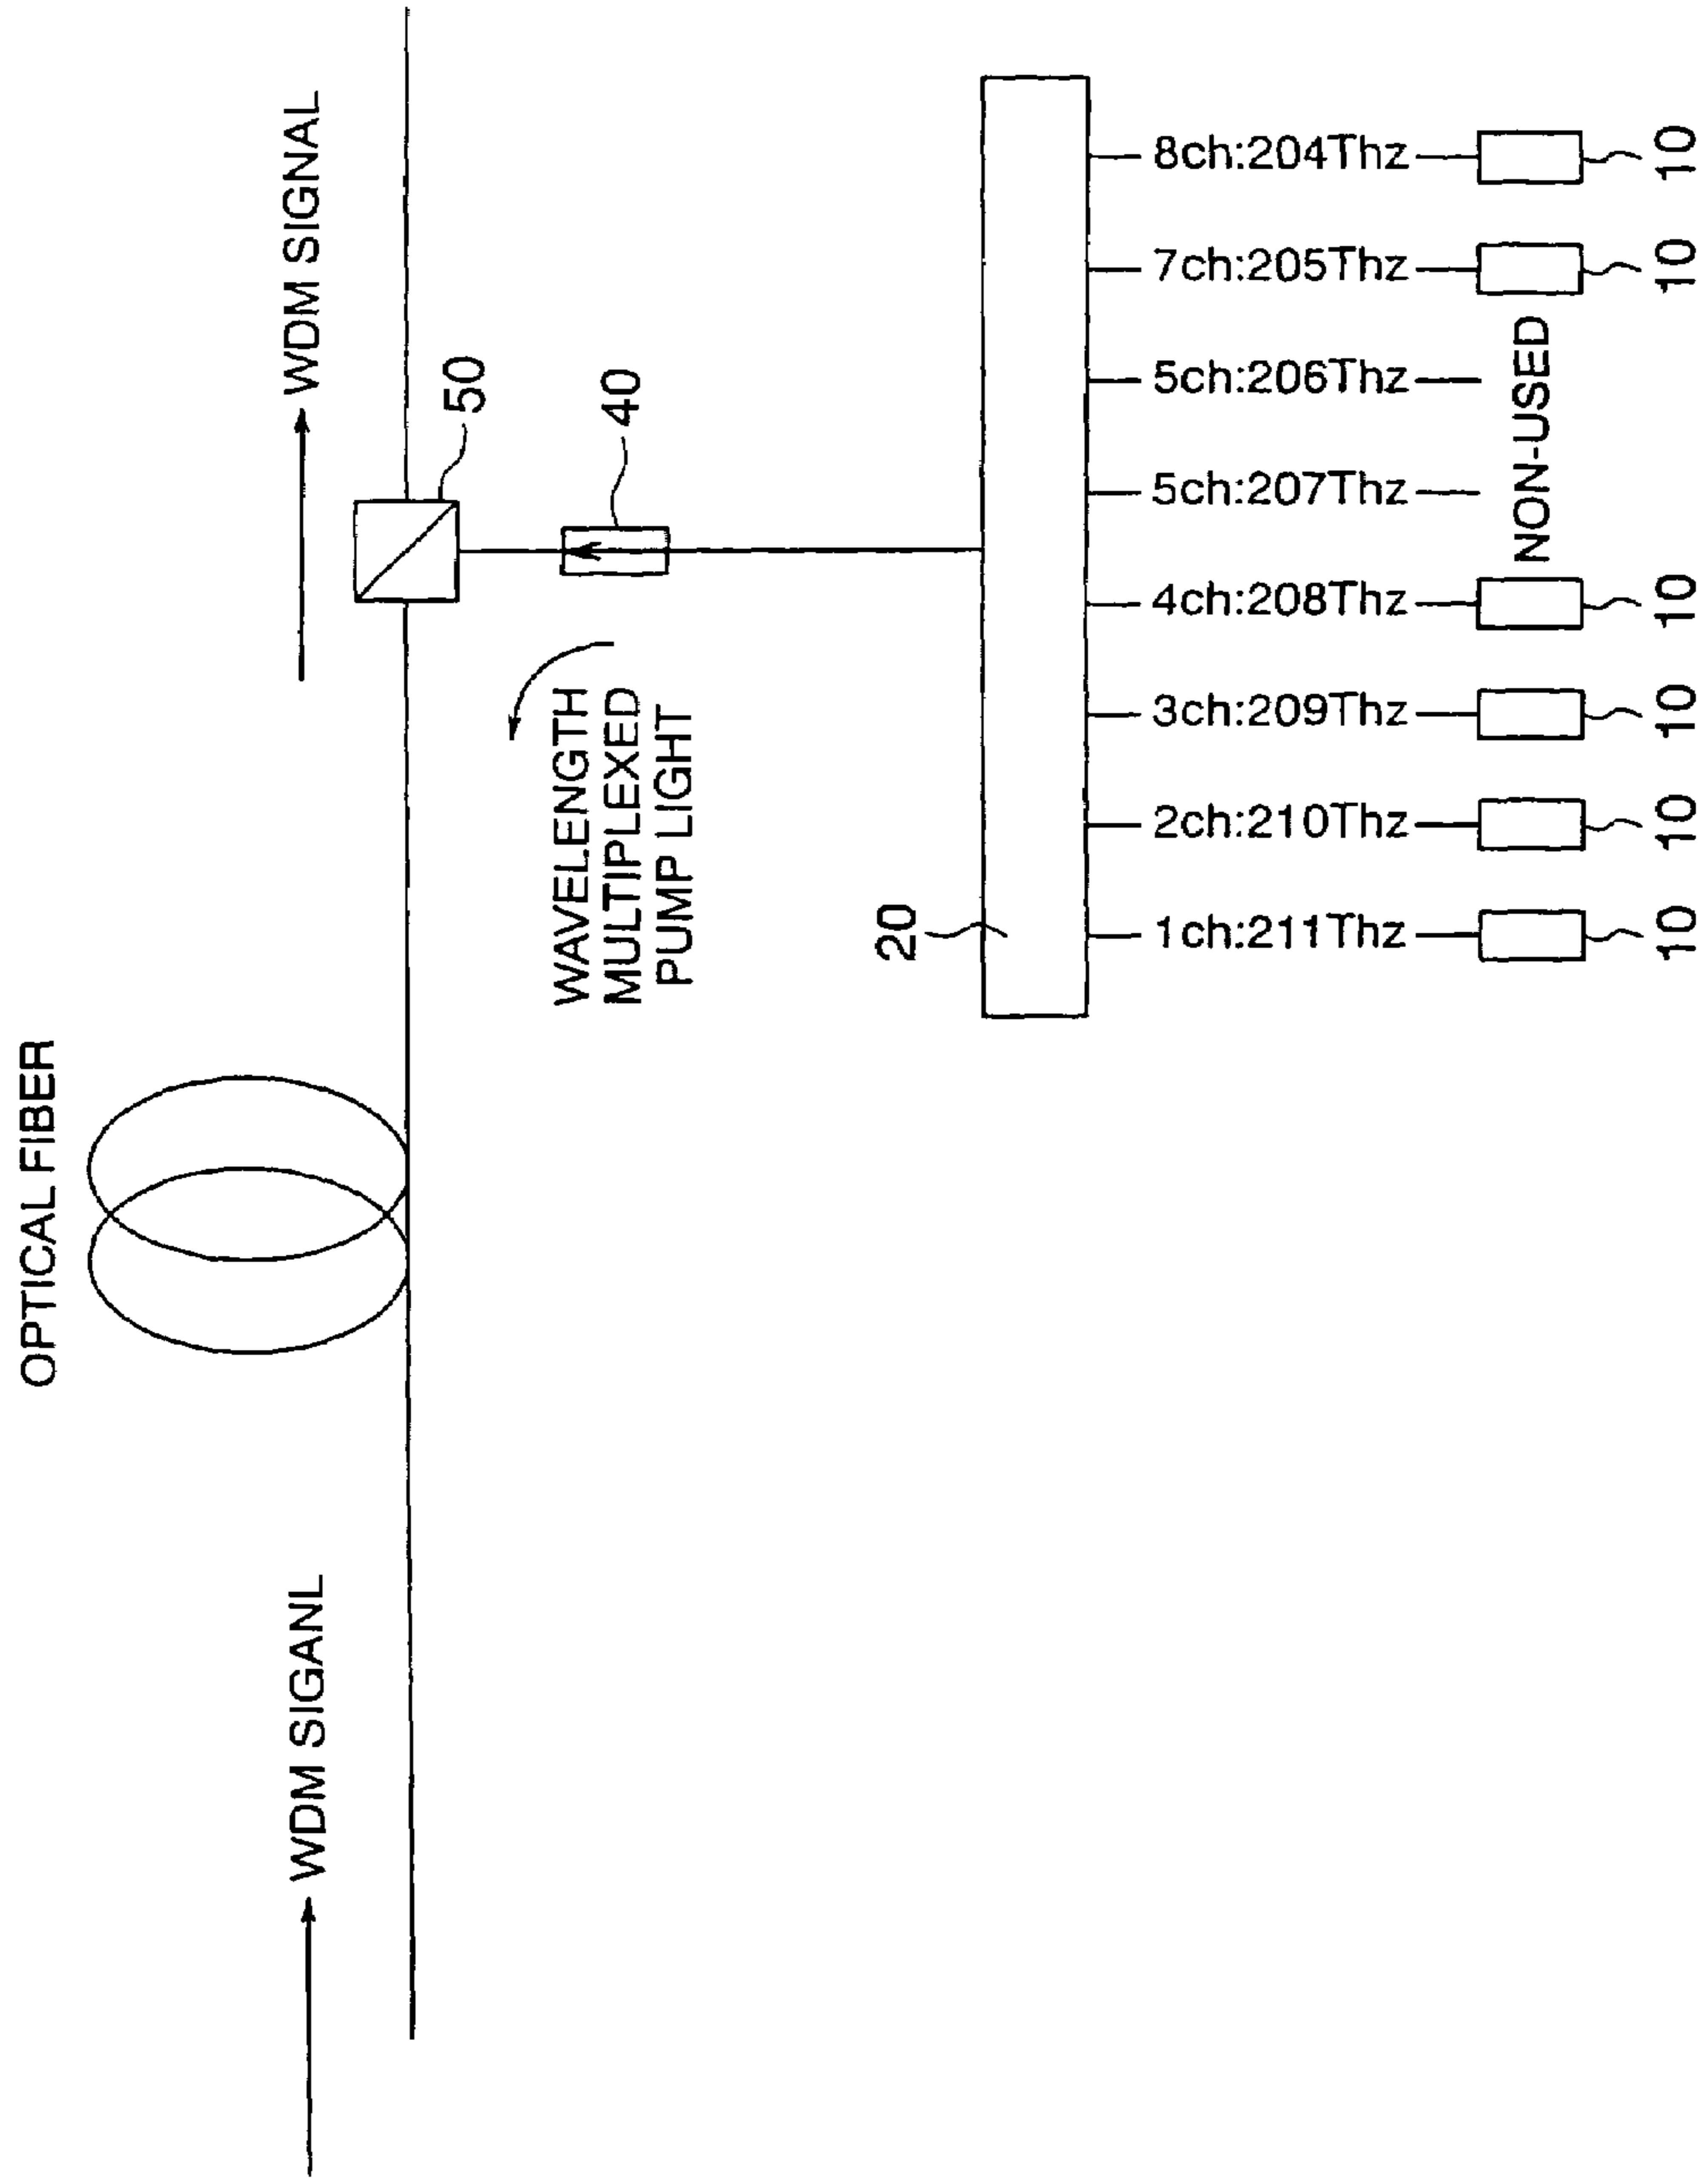 OPTICAL FIBER
WDM SIGANL
WDM SIGNAL
50
40
WAVELENGTH
MULTIPLEXED
PUMP LIGHT
20
1ch:211Thz
10
2ch:210Thz
10
3ch:209Thz
10
4ch:208Thz
10
5ch:207Thz
5ch:206Thz
NON-USED
7ch:205Thz
10
8ch:204Thz
10